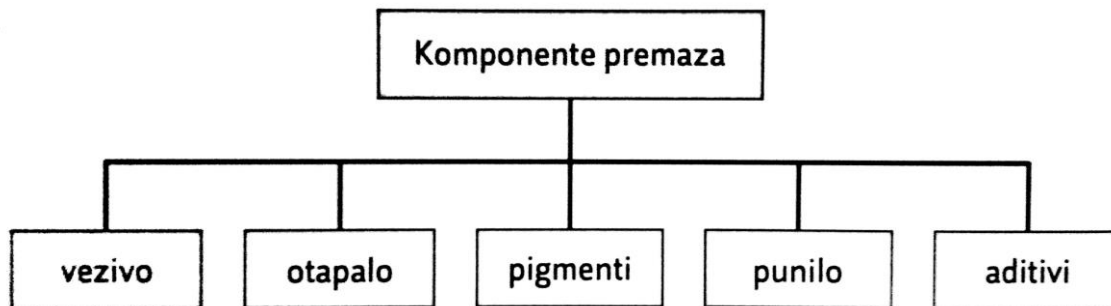 Komponente premaza
vezivo
otapalo
pigmenti
punilo
aditivi